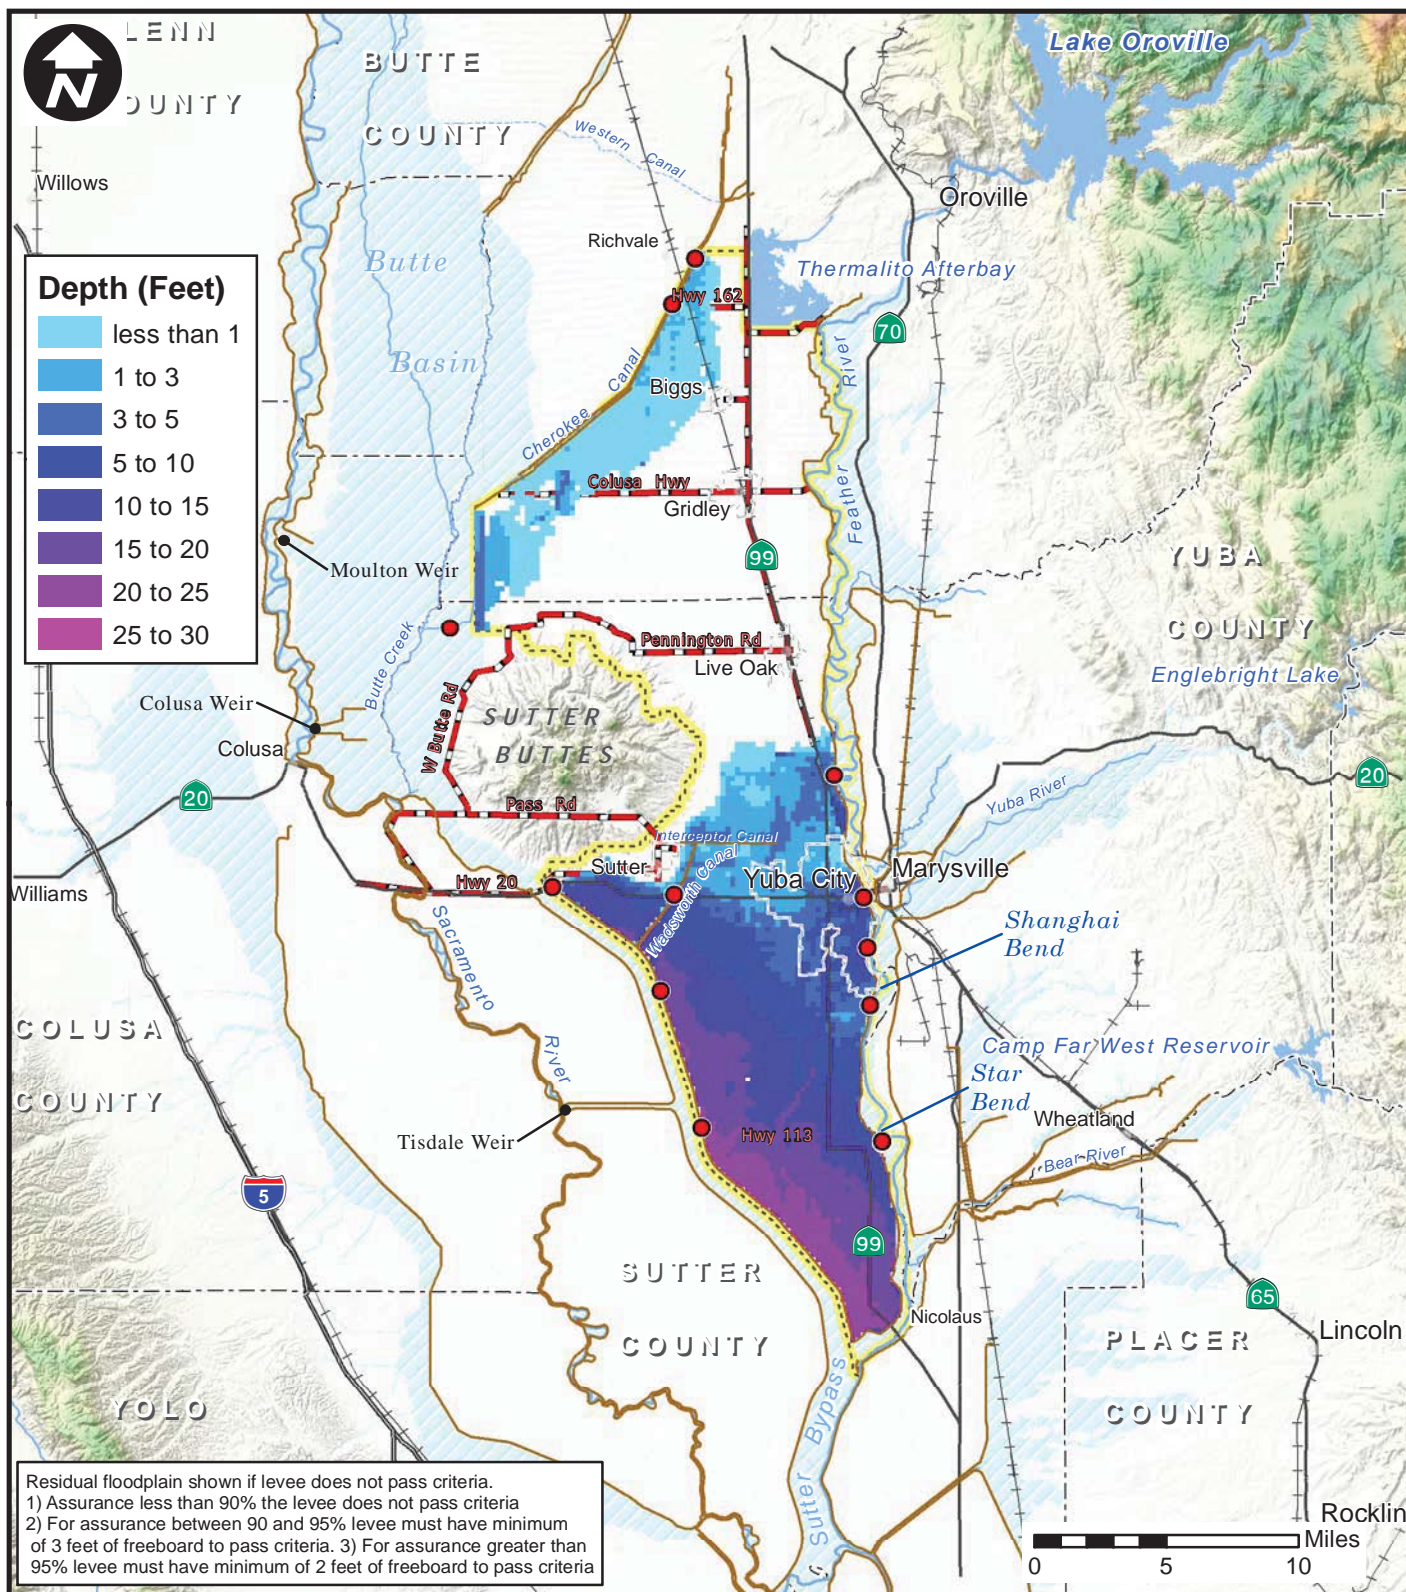 N
GLENN
COUNTY
BUTTE
COUNTY
Lake Oroville
Western Canal
Willows
Oroville
Richvale
Butte
Basin
Thermalito Afterbay
Hwy 162
70
Depth (Feet)
less than 1
1 to 3
3 to 5
5 to 10
10 to 15
15 to 20
20 to 25
25 to 30
Feather River
Biggs
Cherokee Canal
Colusa Hwy
Gridley
99
Moulton Weir
YUBA
COUNTY
Butte Creek
Pennington Rd
Live Oak
Englebright Lake
Colusa Weir
Colusa
W Butte Rd
SUTTER
BUTTES
20
20
Pass Rd
Yuba River
Interceptor Canal
Sutter
Wadsworth Canal
Yuba City
Marysville
Williams
Hwy 20
Sacramento River
Shanghai
Bend
COLUSA
COUNTY
Camp Far West Reservoir
Star
Bend
Wheatland
Tisdale Weir
Hwy 113
Bear River
5
99
SUTTER
COUNTY
Nicolaus
65
PLACER
COUNTY
Lincoln
YOLO
Sutter Bypass
Residual floodplain shown if levee does not pass criteria.
1) Assurance less than 90% the levee does not pass criteria
2) For assurance between 90 and 95% levee must have minimum
of 3 feet of freeboard to pass criteria. 3) For assurance greater than
95% levee must have minimum of 2 feet of freeboard to pass criteria
Rocklin
Miles
0 5 10